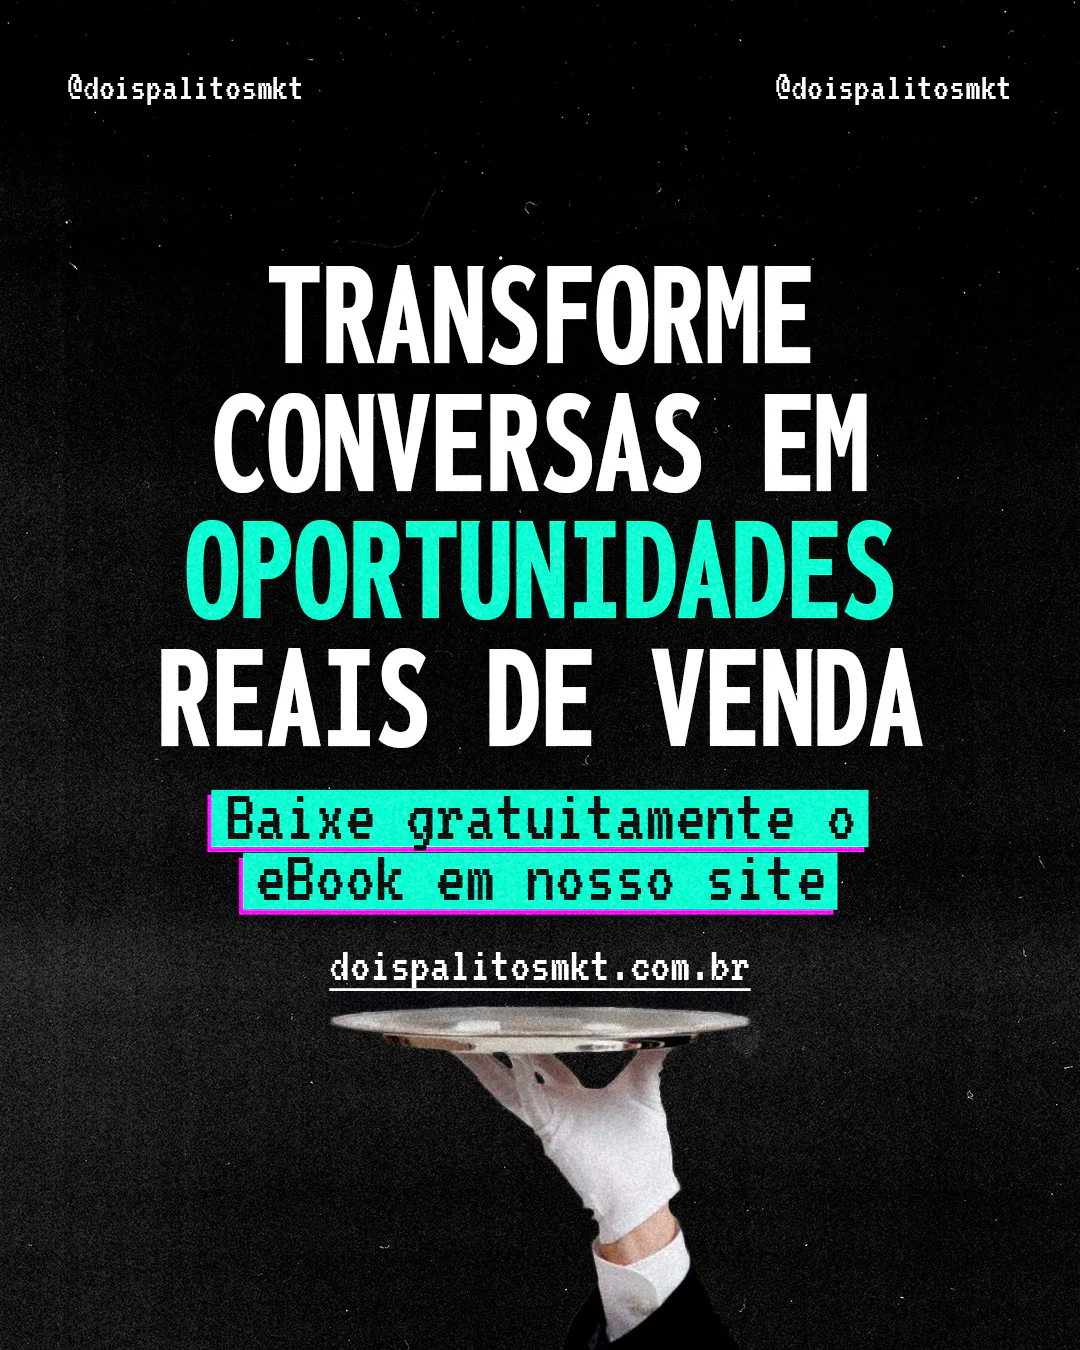 @doispalitosmkt
@doispalitosmkt
TRANSFORME
CONVERSAS EM
OPORTUNIDADES
REAIS DE VENDA
Baixe gratuitamente o
eBook em nosso site
doispalitosmkt.com.br